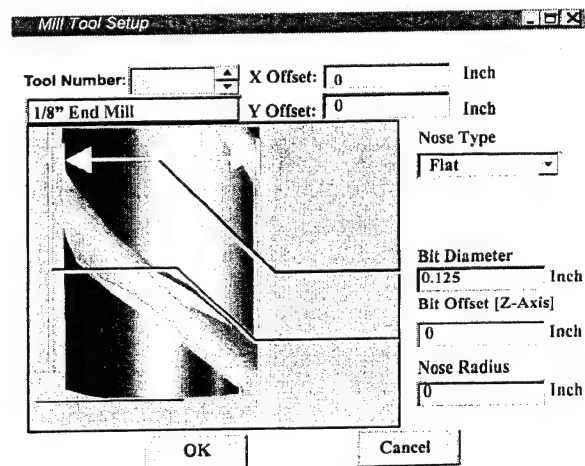 Mill Tool Setup
Tool Number:
X Offset: 0 Inch
1/8” End Mill
Y Offset: 0 Inch
Nose Type
Flat
Bit Diameter
0.125 Inch
Bit Offset [Z-Axis]
0 Inch
Nose Radius
0 Inch
OK Cancel